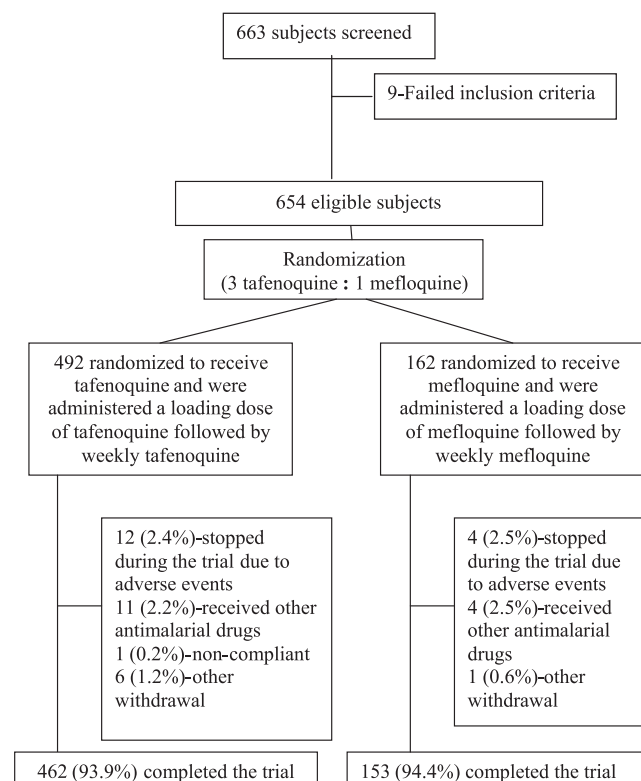 663 subjects screened
9-Failed inclusion criteria
654 eligible subjects
Randomization
(3 tafenoquine : 1 mefloquine)
492 randomized to receive
tafenoquine and were
administered a loading dose
of tafenoquine followed by
weekly tafenoquine
162 randomized to receive
mefloquine and were
administered a loading dose
of mefloquine followed by
weekly mefloquine
12 (2.4%)-stopped
during the trial due to
adverse events
11 (2.2%)-received other
antimalarial drugs
1 (0.2%)-non-compliant
6 (1.2%)-other
withdrawal
4 (2.5%)-stopped
during the trial due
to adverse events
4 (2.5%)-received
other antimalarial
drugs
1 (0.6%)-other
withdrawal
462 (93.9%) completed the trial
153 (94.4%) completed the trial